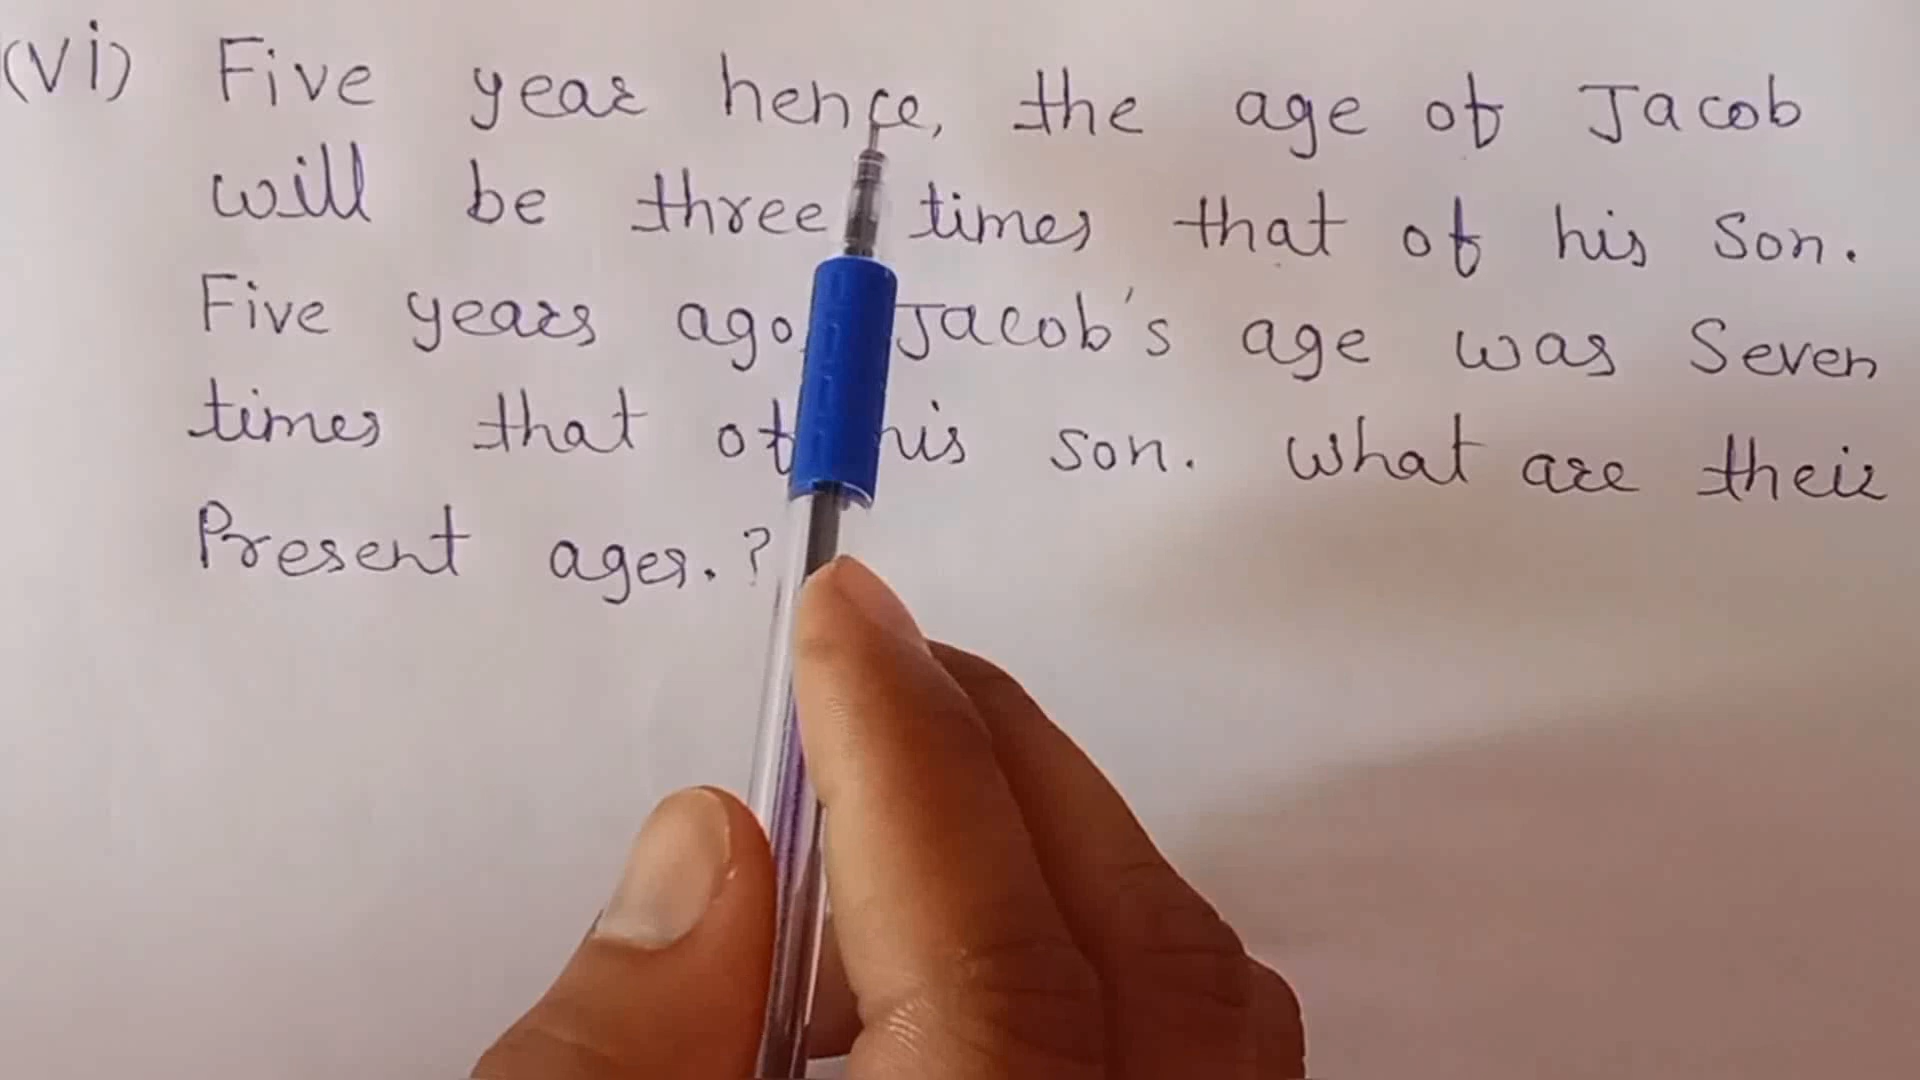 (vi) Five year hence, the age of Jacob
will be three times that of his son.
Five years ago, Jacob's age was seven
times that of his son. what are their
Present ages.?